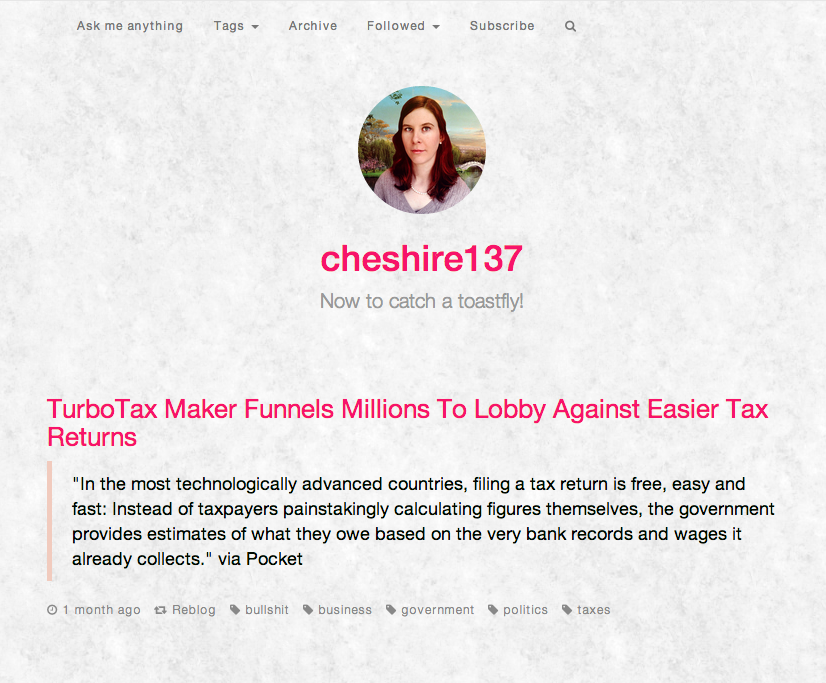 Ask me anything Tags Archive Followed Subscribe
cheshire137
Now to catch a toastfly!
TurboTax Maker Funnels Millions To Lobby Against Easier Tax
Returns
"In the most technologically advanced countries, filing a tax return is free, easy and
fast: Instead of taxpayers painstakingly calculating figures themselves, the government
provides estimates of what they owe based on the very bank records and wages it
already collects." via Pocket
1 month ago Reblog bullshit business government politics taxes